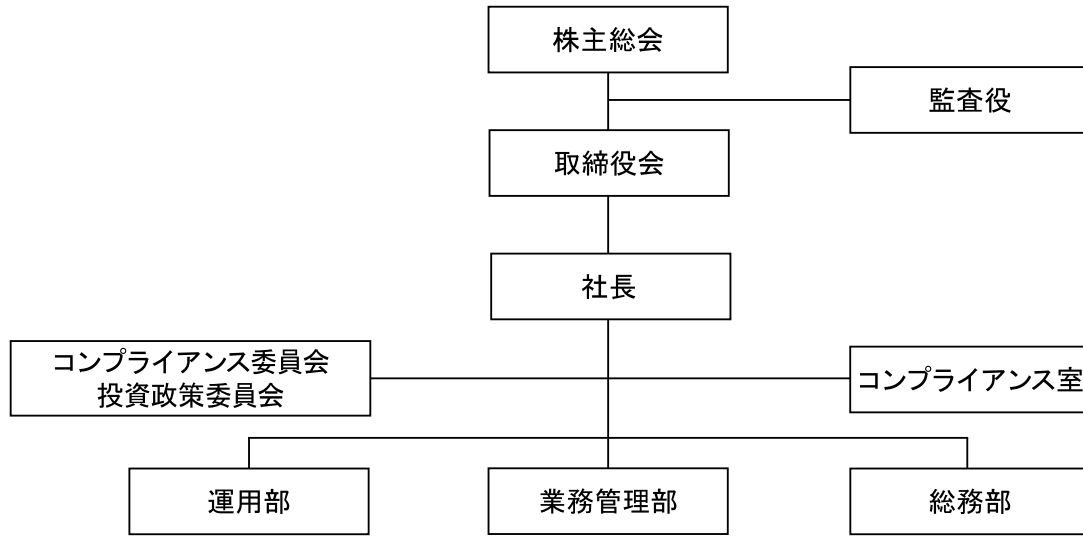 株主総会
監査役
取締役会
社長
コンプライアンス委員会
投資政策委員会
コンプライアンス室
運用部
業務管理部
総務部